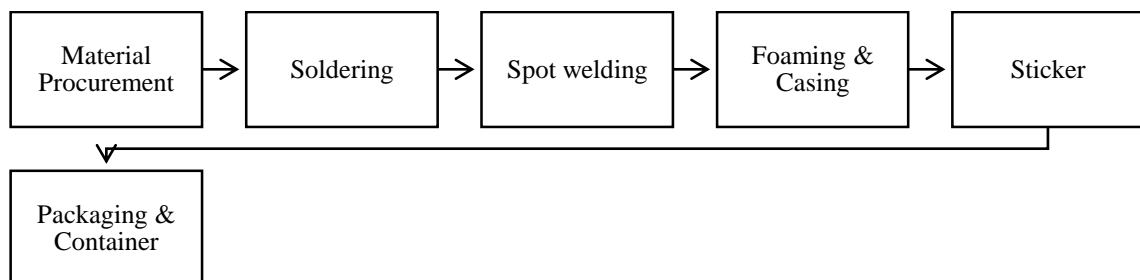 Material
Procurement
Soldering
Spot welding
Foaming &
Casing
Sticker
Packaging &
Container